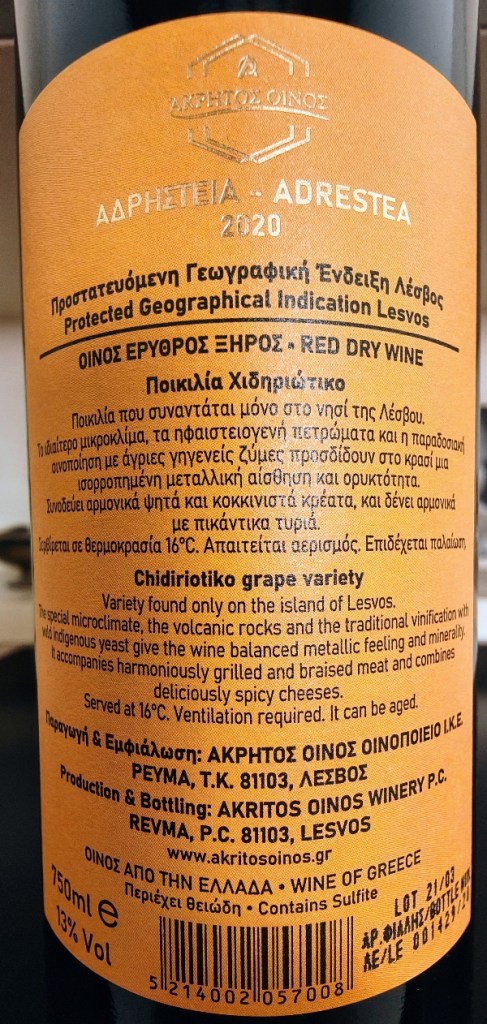 ΑΚΡΗΤΟΣ ΟΙΝΟΣ
ΑΔΡΗΣΤΕΙΑ - ADRESTEA
2020
Προστατευόμενη Γεωγραφική Ένδειξη Λέσβος
Protected Geographical Indication Lesvos
ΟΙΝΟΣ ΕΡΥΘΡΟΣ ΞΗΡΟΣ • RED DRY WINE
Ποικιλία Χιδηριώτικο
Ποικιλία που συναντάται μόνο στο νησί της Λέσβου.
Το ιδιαίτερο μικροκλίμα, τα ηφαιστειογενή πετρώματα και η παραδοσιακή
οινοποίηση με άγριες γηγενείς ζύμες προσδίδουν στο κρασί μια
ισορροπημένη μεταλλική αίσθηση και ορυκτότητα.
Συνοδεύει αρμονικά ψητά και κοκκινιστά κρέατα, και δένει αρμονικά
με πικάντικα τυριά.
Σερβίρεται σε θερμοκρασία 16°C. Απαιτείται αερισμός. Επιδέχεται παλαίωση.
Chidiriotiko grape variety
Variety found only on the island of Lesvos.
The special microclimate, the volcanic rocks and the traditional vinification with
wild indigenous yeast give the wine balanced metallic feeling and minerality.
It accompanies harmoniously grilled and braised meat and combines
deliciously spicy cheeses.
Served at 16°C. Ventilation required. It can be aged.
Παραγωγή & Εμφιάλωση: ΑΚΡΗΤΟΣ ΟΙΝΟΣ ΟΙΝΟΠΟΙΕΙΟ Ι.Κ.Ε.
ΡΕΥΜΑ, Τ.Κ. 81103, ΛΕΣΒΟΣ
Production & Bottling: AKRITOS OINOS WINERY P.C.
REVMA, P.C. 81103, LESVOS
www.akritosoinos.gr
ΟΙΝΟΣ ΑΠΟ ΤΗΝ ΕΛΛΑΔΑ • WINE OF GREECE
Περιέχει θειώδη • Contains Sulfite
750ml e
13% Vol
5 214002 057008
LOT 21/03
ΑΡ.ΦΙΑΛΗΣ/BOTTLE
ΛΕ/LE 001429/